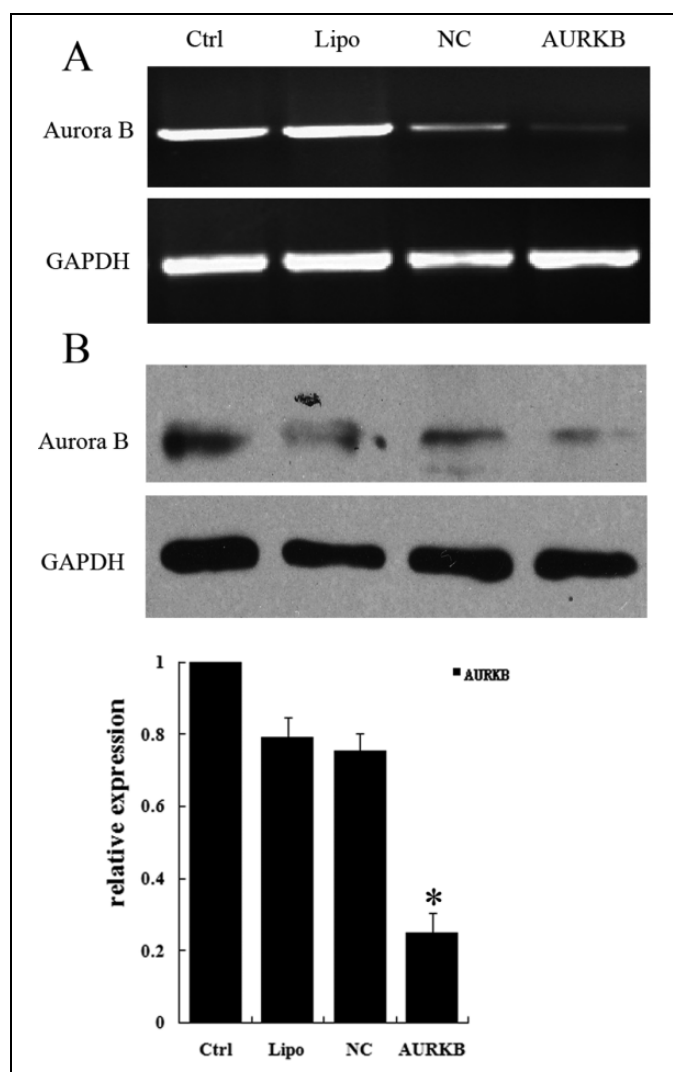 Ctrl Lipo NC AURKB
A
Aurora B
GAPDH
B
Aurora B
GAPDH
1
AURKB
0.8
0.6
0.4
0.2
0
relative expression
*
Ctrl Lipo NC AURKB